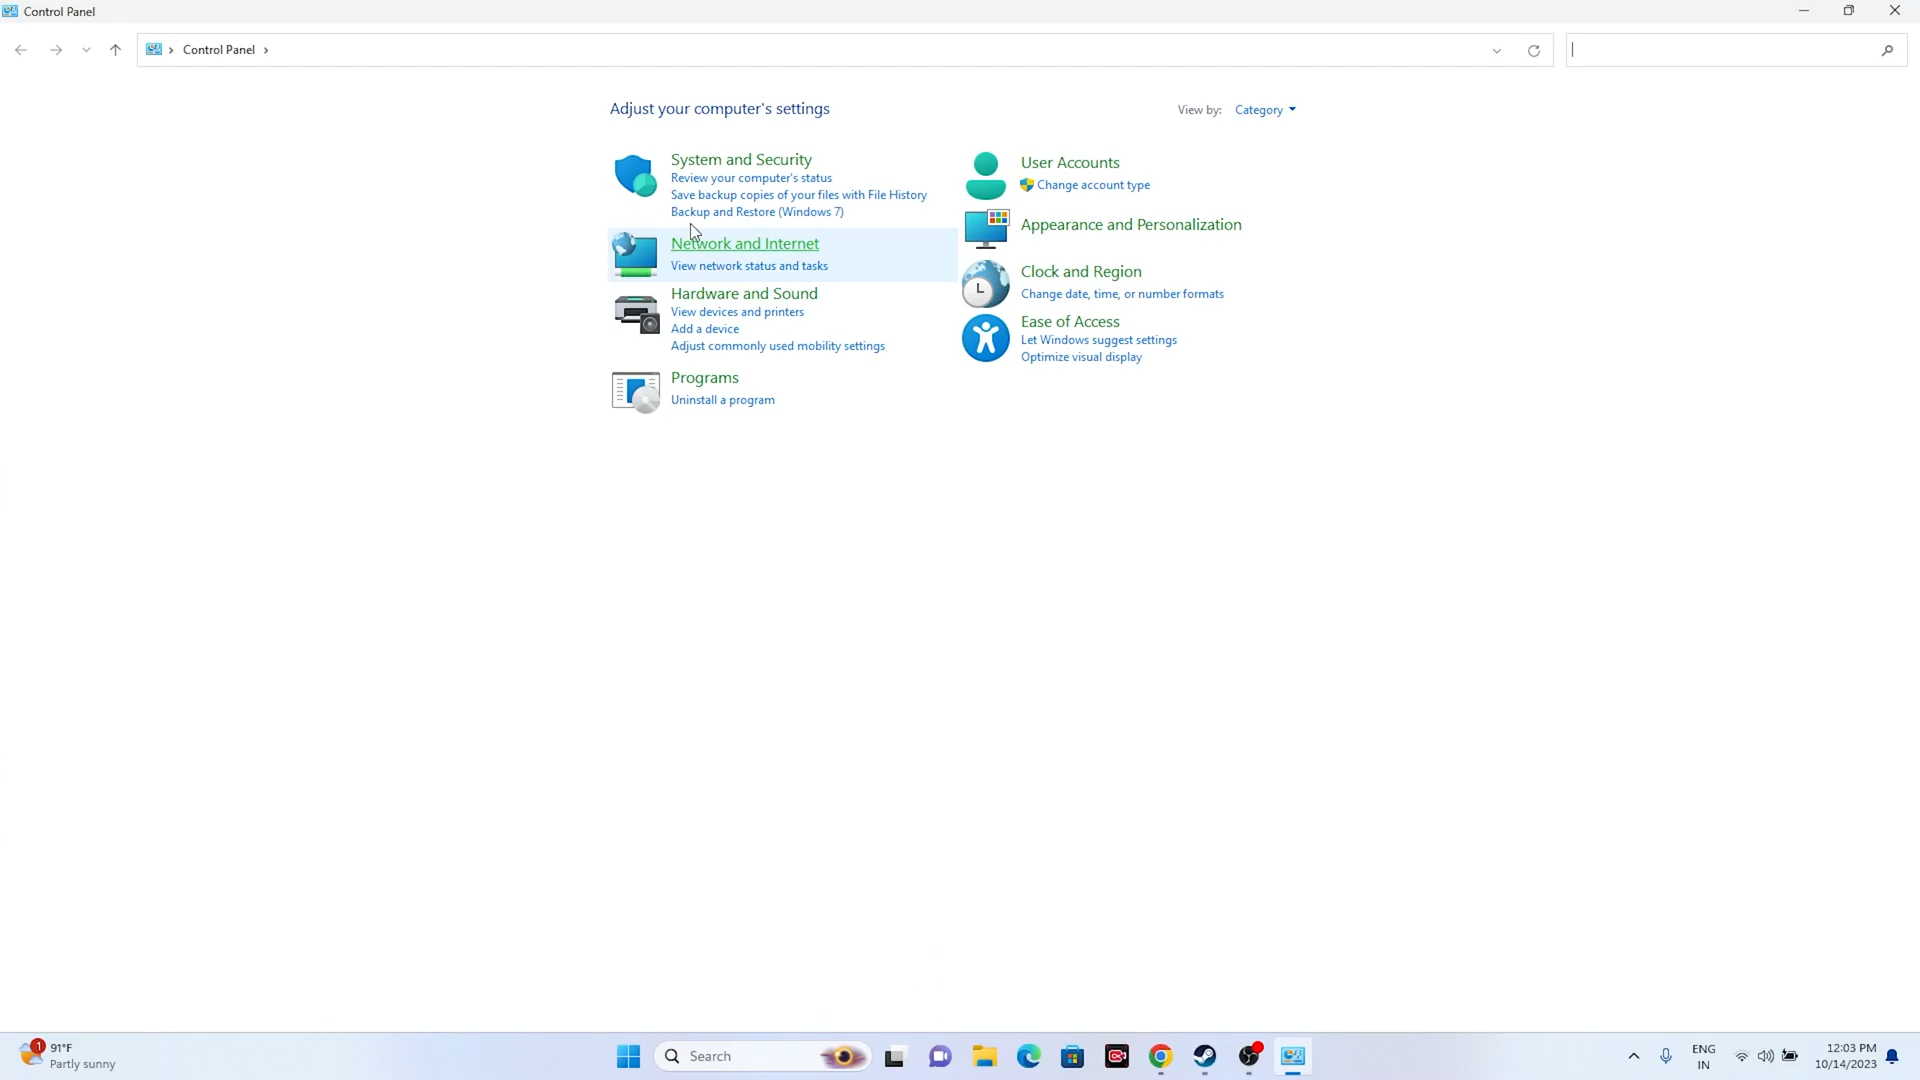 Control Panel
Control Panel
Adjust your computer's settings
View by: Category
System and Security
Review your computer's status
Save backup copies of your files with File History
Backup and Restore (Windows 7)
Network and Internet
View network status and tasks
Hardware and Sound
View devices and printers
Add a device
Adjust commonly used mobility settings
Programs
Uninstall a program
User Accounts
Change account type
Appearance and Personalization
Clock and Region
Change date, time, or number formats
Ease of Access
Let Windows suggest settings
Optimize visual display
1
91°F
Partly sunny
Search
ENG
IN
12:03 PM
10/14/2023